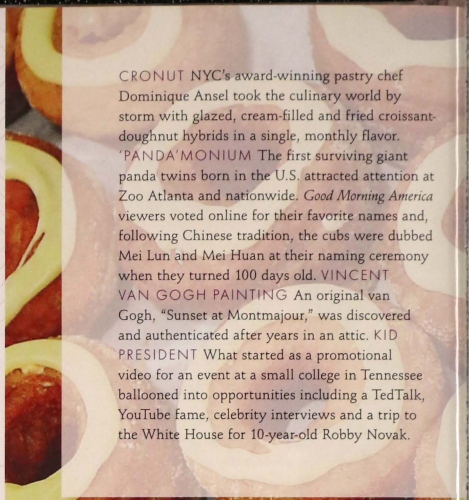 CRONUT NYC's award-winning pastry chef
Dominique Ansel took the culinary world by
storm with glazed, cream-filled and fried croissant-
doughnut hybrids in a single, monthly flavor.
'PANDA'MONIUM The first surviving giant
panda twins born in the U.S. attracted attention at
Zoo Atlanta and nationwide. Good Morning America
viewers voted online for their favorite names and,
following Chinese tradition, the cubs were dubbed
Mei Lun and Mei Huan at their naming ceremony
when they turned 100 days old. VINCENT
VAN GOGH PAINTING An original van
Gogh, "Sunset at Montmajour," was discovered
and authenticated after years in an attic. KID
PRESIDENT What started as a promotional
video for an event at a small college in Tennessee
ballooned into opportunities including a TedTalk,
YouTube fame, celebrity interviews and a trip to
the White House for 10-year-old Robby Novak.